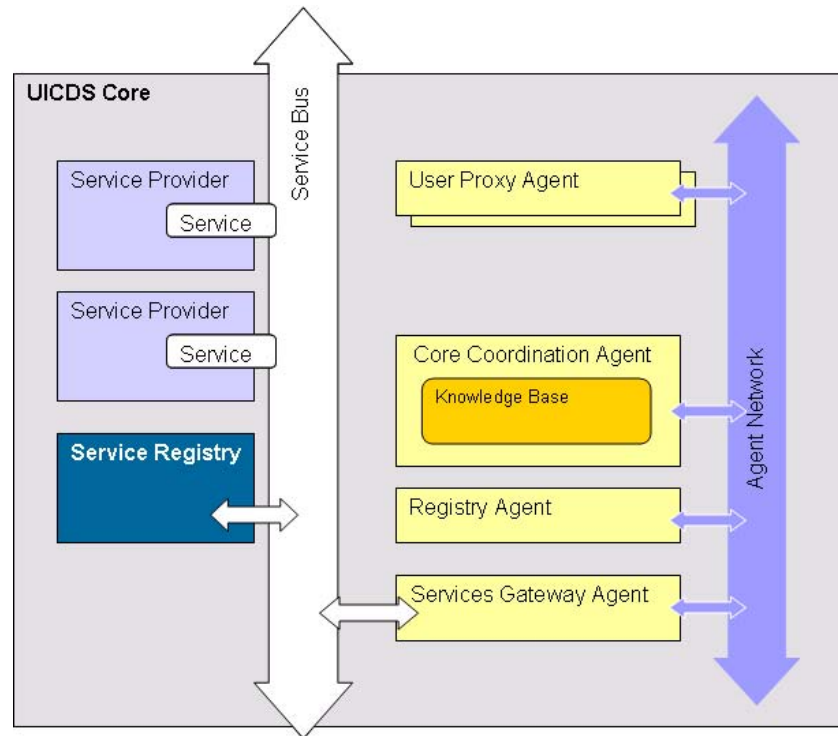 UICDS Core
Service Bus
Service Provider
Service
Service Provider
Service
Service Registry
User Proxy Agent
Core Coordination Agent
Knowledge Base
Registry Agent
Services Gateway Agent
Agent Network